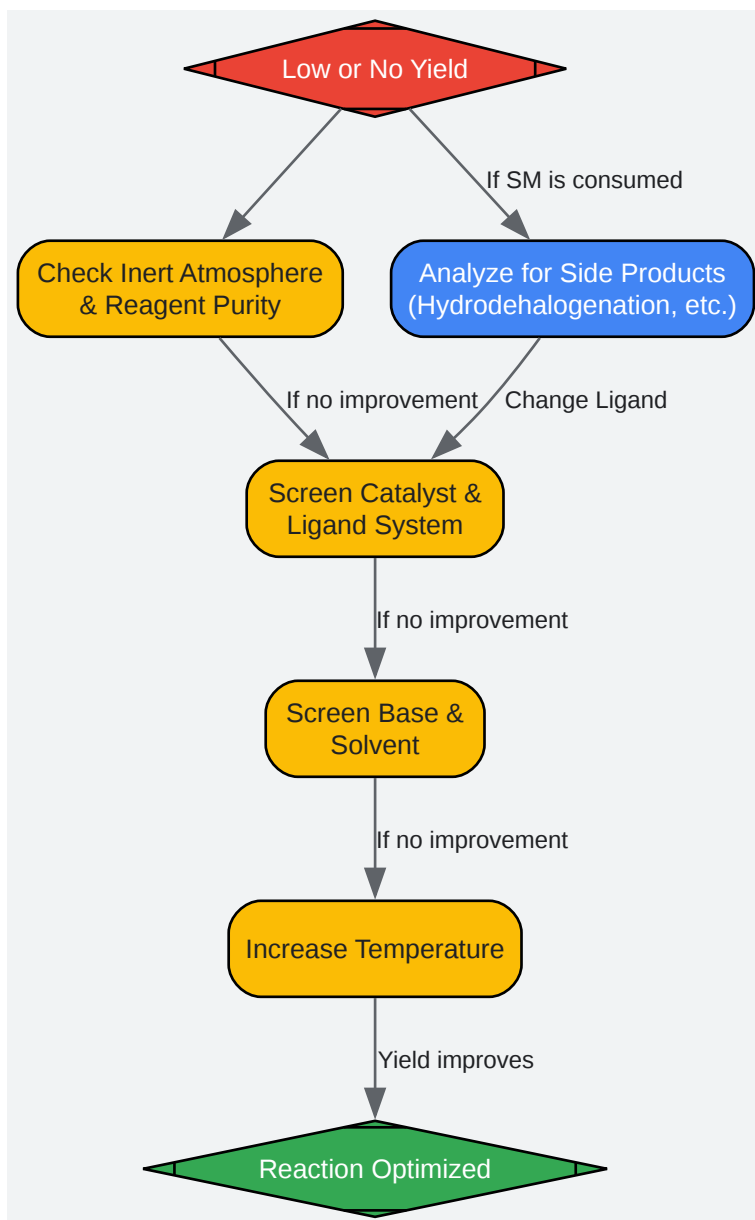 Low or No Yield
If SM is consumed
Check Inert Atmosphere
& Reagent Purity
Analyze for Side Products
(Hydrodehalogenation, etc.)
If no improvement
Change Ligand
Screen Catalyst &
Ligand System
If no improvement
Screen Base &
Solvent
If no improvement
Increase Temperature
Yield improves
Reaction Optimized